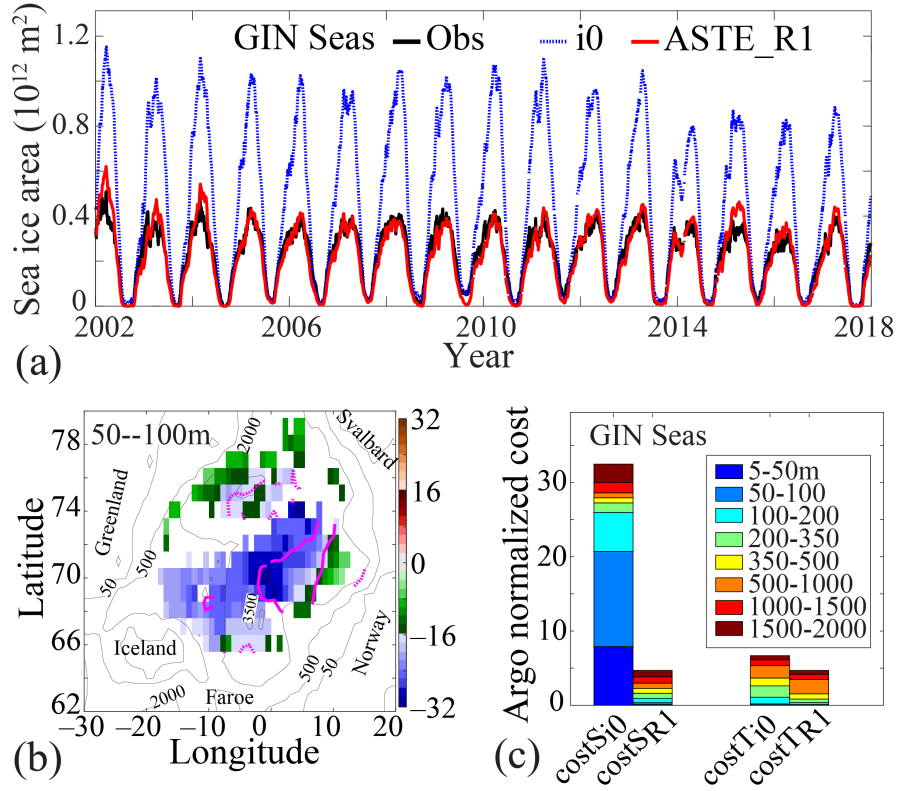 GIN Seas Obs i0 ASTE_R1
Sea ice area (10¹² m²)
1.2
0.8
0.4
0
2002 2006 2010 2014 2018
Year
(a)
50--100m
Latitude
78
74
70
66
62
−30 −20 −10 0 10 20
Longitude
Greenland
Svalbard
Iceland
Faroe
Norway
2000
500
50
3500
2000
500
50
32
16
0
−16
−32
(b)
GIN Seas
Argo normalized cost
30
20
10
0
5-50m
50-100
100-200
200-350
350-500
500-1000
1000-1500
1500-2000
costSi0
costSR1
costTi0
costTR1
(c)